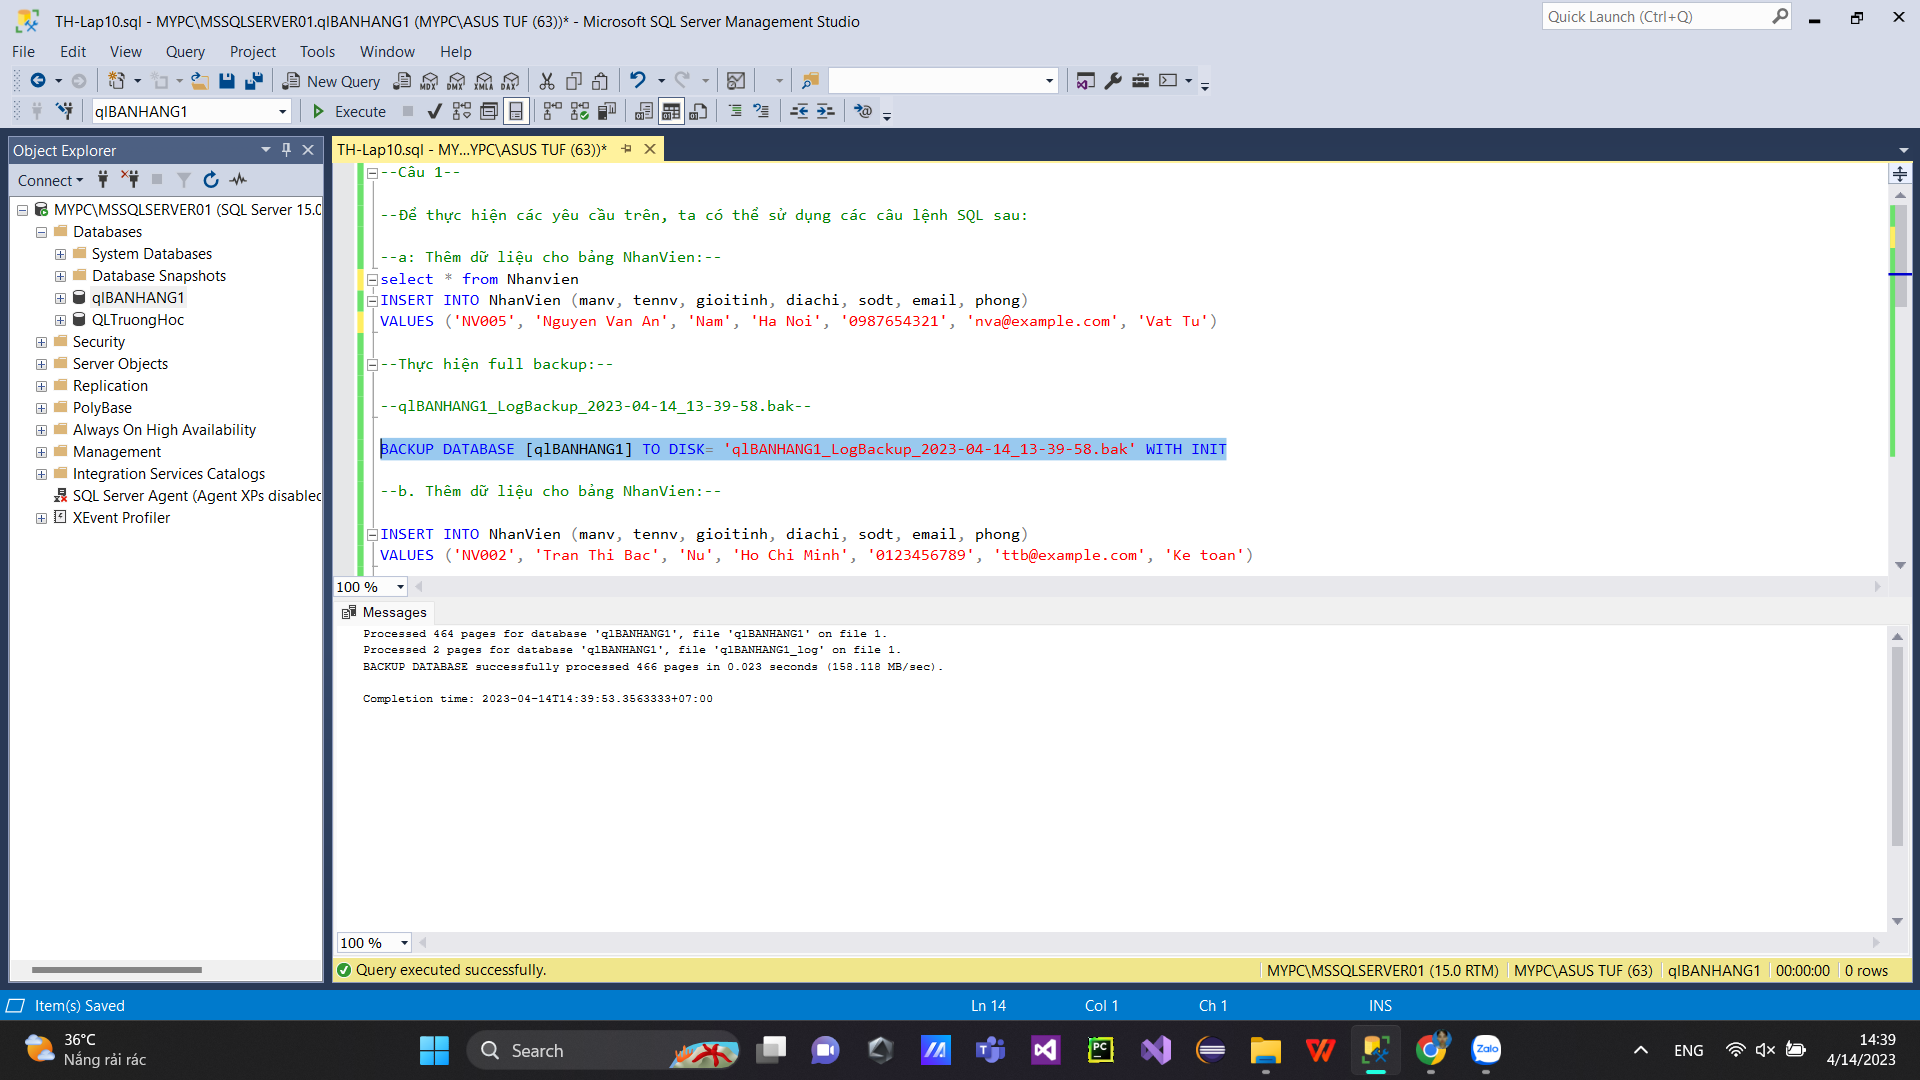 TH-Lap10.sql - MYPC\MSSQLSERVER01.qlBANHANG1 (MYPC\ASUS TUF (63))* - Microsoft SQL Server Management Studio
Quick Launch (Ctrl+Q)
File Edit View Query Project Tools Window Help
New Query MDX DMX XMLA DAX
qlBANHANG1 Execute
Object Explorer
Connect
MYPC\MSSQLSERVER01 (SQL Server 15.0
Databases
System Databases
Database Snapshots
qlBANHANG1
QLTruongHoc
Security
Server Objects
Replication
PolyBase
Always On High Availability
Management
Integration Services Catalogs
SQL Server Agent (Agent XPs disabled
XEvent Profiler
TH-Lap10.sql - MY...YPC\ASUS TUF (63))*
--Câu 1--
--Để thực hiện các yêu cầu trên, ta có thể sử dụng các câu lệnh SQL sau:
--a: Thêm dữ liệu cho bảng NhanVien:--
select * from Nhanvien
INSERT INTO NhanVien (manv, tennv, gioitinh, diachi, sodt, email, phong)
VALUES ('NV005', 'Nguyen Van An', 'Nam', 'Ha Noi', '0987654321', 'nva@example.com', 'Vat Tu')
--Thực hiện full backup:--
--qlBANHANG1_LogBackup_2023-04-14_13-39-58.bak--
BACKUP DATABASE [qlBANHANG1] TO DISK= 'qlBANHANG1_LogBackup_2023-04-14_13-39-58.bak' WITH INIT
--b. Thêm dữ liệu cho bảng NhanVien:--
INSERT INTO NhanVien (manv, tennv, gioitinh, diachi, sodt, email, phong)
VALUES ('NV002', 'Tran Thi Bac', 'Nu', 'Ho Chi Minh', '0123456789', 'ttb@example.com', 'Ke toan')
100 %
Messages
Processed 464 pages for database 'qlBANHANG1', file 'qlBANHANG1' on file 1.
Processed 2 pages for database 'qlBANHANG1', file 'qlBANHANG1_log' on file 1.
BACKUP DATABASE successfully processed 466 pages in 0.023 seconds (158.118 MB/sec).
Completion time: 2023-04-14T14:39:53.3563333+07:00
100 %
Query executed successfully. MYPC\MSSQLSERVER01 (15.0 RTM) MYPC\ASUS TUF (63) qlBANHANG1 00:00:00 0 rows
Item(s) Saved Ln 14 Col 1 Ch 1 INS
36°C
Nắng rải rác
Search
PC
Zalo
ENG
14:39
4/14/2023